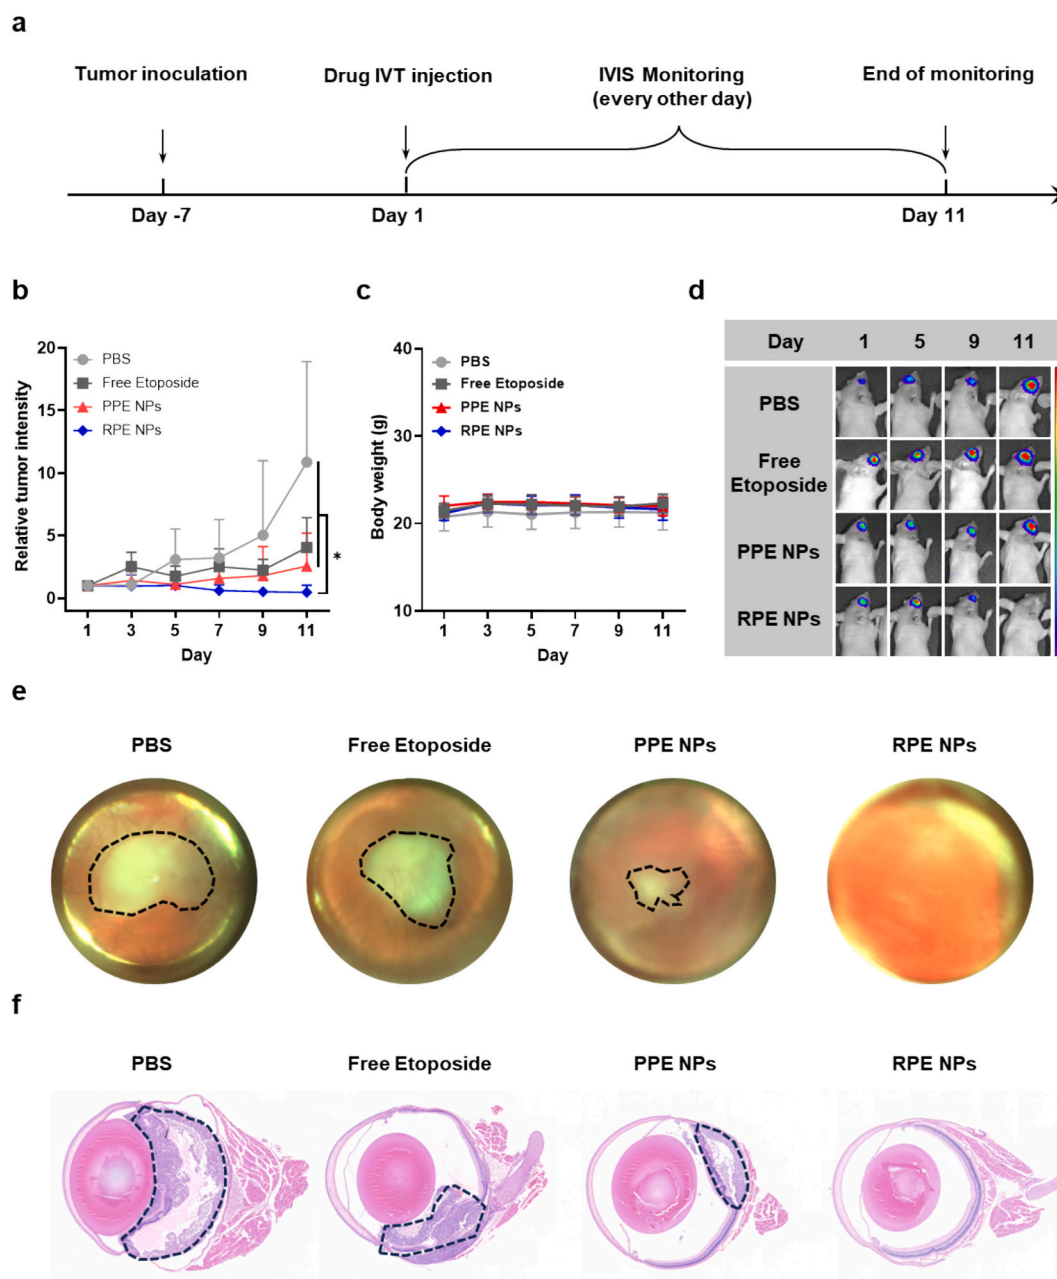 a
Tumor inoculation
Drug IVT injection
IVIS Monitoring
(every other day)
End of monitoring
Day -7
Day 1
Day 11
b
20
15
10
5
0
Relative tumor intensity
PBS
Free Etoposide
PPE NPs
RPE NPs
*
1 3 5 7 9 11
Day
c
40
30
20
10
Body weight (g)
PBS
Free Etoposide
PPE NPs
RPE NPs
1 3 5 7 9 11
Day
d
Day 1 5 9 11
PBS
Free
Etoposide
PPE NPs
RPE NPs
e
PBS Free Etoposide PPE NPs RPE NPs
f
PBS Free Etoposide PPE NPs RPE NPs